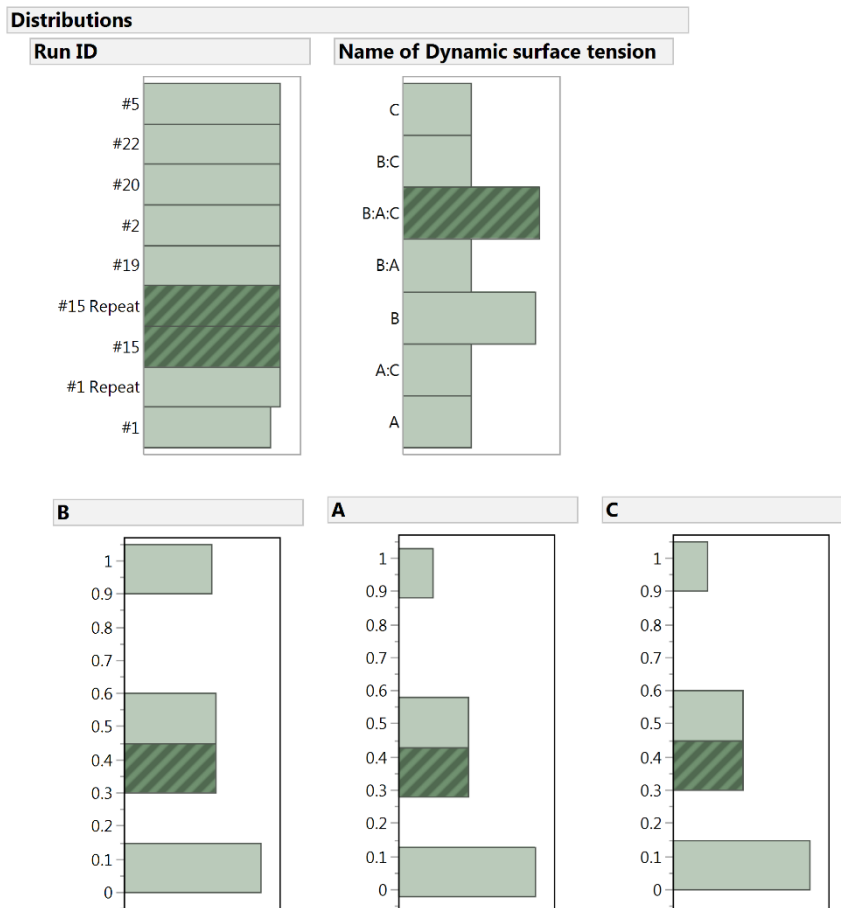 Distributions
Run ID
Name of Dynamic surface tension
#5
#22
#20
#2
#19
#15 Repeat
#15
#1 Repeat
#1
C
B:C
B:A:C
B:A
B
A:C
A
B
1
0.9
0.8
0.7
0.6
0.5
0.4
0.3
0.2
0.1
0
A
1
0.9
0.8
0.7
0.6
0.5
0.4
0.3
0.2
0.1
0
C
1
0.9
0.8
0.7
0.6
0.5
0.4
0.3
0.2
0.1
0